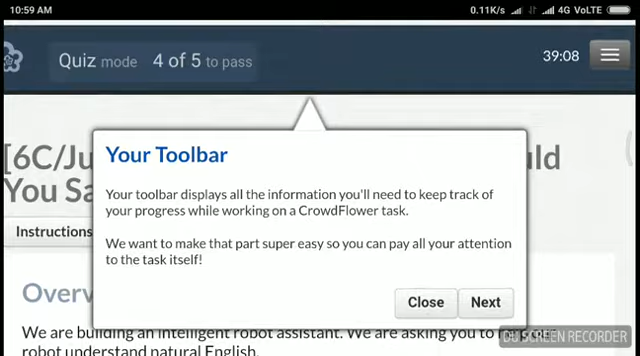 10:59 AM
0.11K/s 4G VoLTE
Quiz mode 4 of 5 to pass
39:08
Your Toolbar
[6C/Ju uld
You Sa
Your toolbar displays all the information you'll need to keep track of
your progress while working on a CrowdFlower task.
Instructions
We want to make that part super easy so you can pay all your attention
to the task itself!
Close Next
Overv
We are building an intelligent robot assistant. We are asking you to help our
robot understand natural English.
DU SCREEN RECORDER